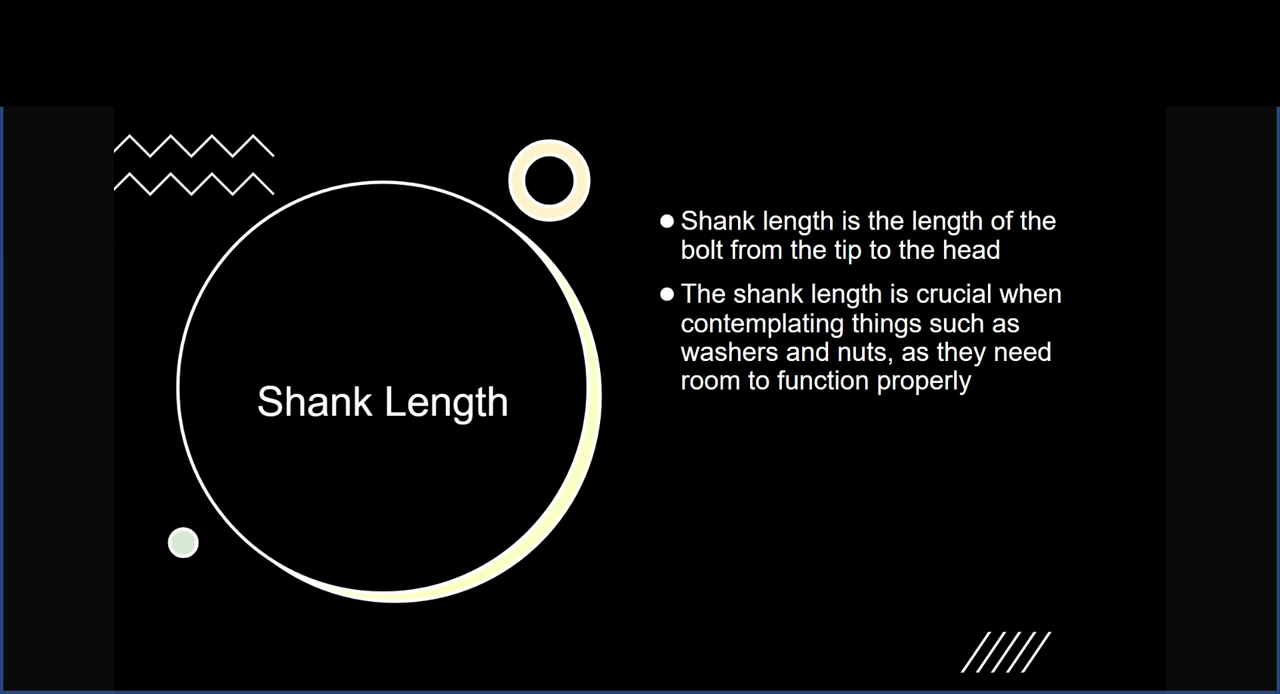 Shank Length
● Shank length is the length of the
bolt from the tip to the head
● The shank length is crucial when
contemplating things such as
washers and nuts, as they need
room to function properly